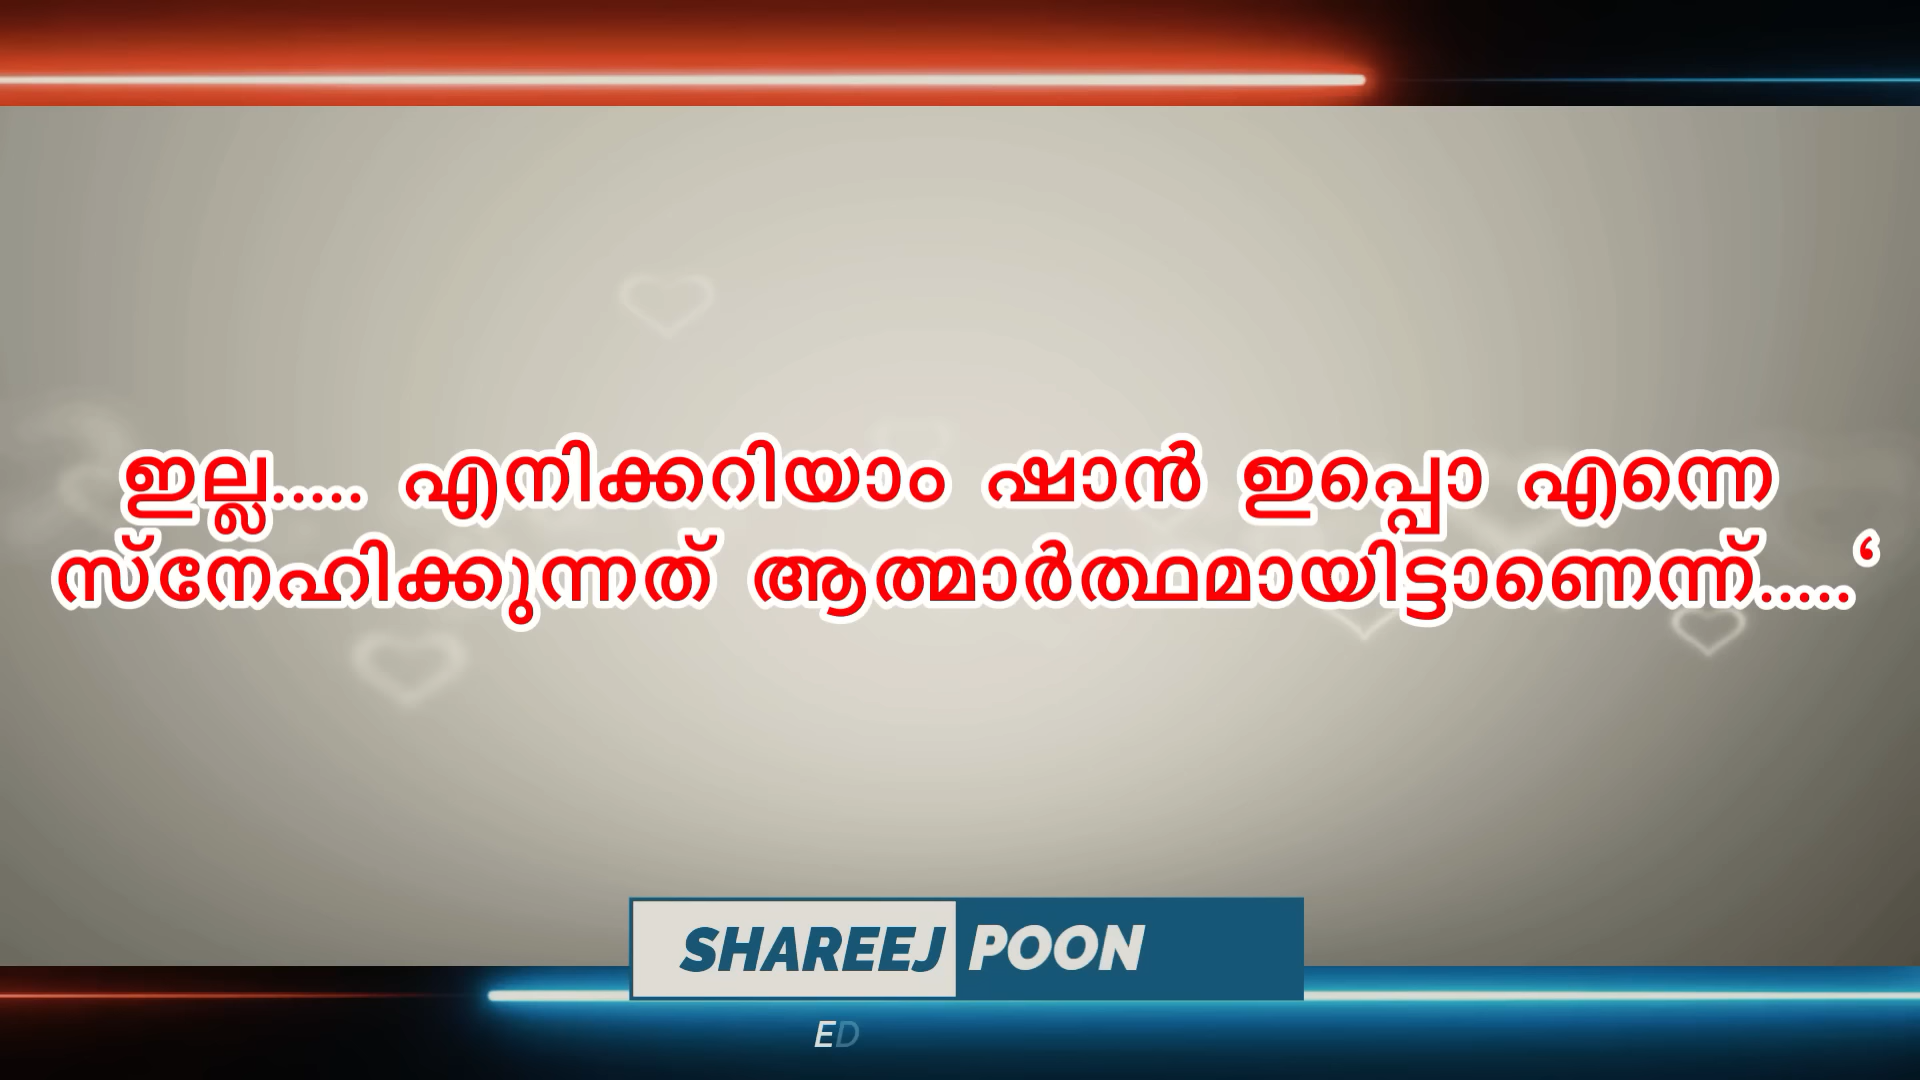 ഇല്ല..... എനിക്കറിയാം ഷാൻ ഇപ്പൊ എന്നെ
സ്നേഹിക്കുന്നത് ആത്മാർത്ഥമായിട്ടാണെന്ന്.....‘
SHAREEJ POON
ED